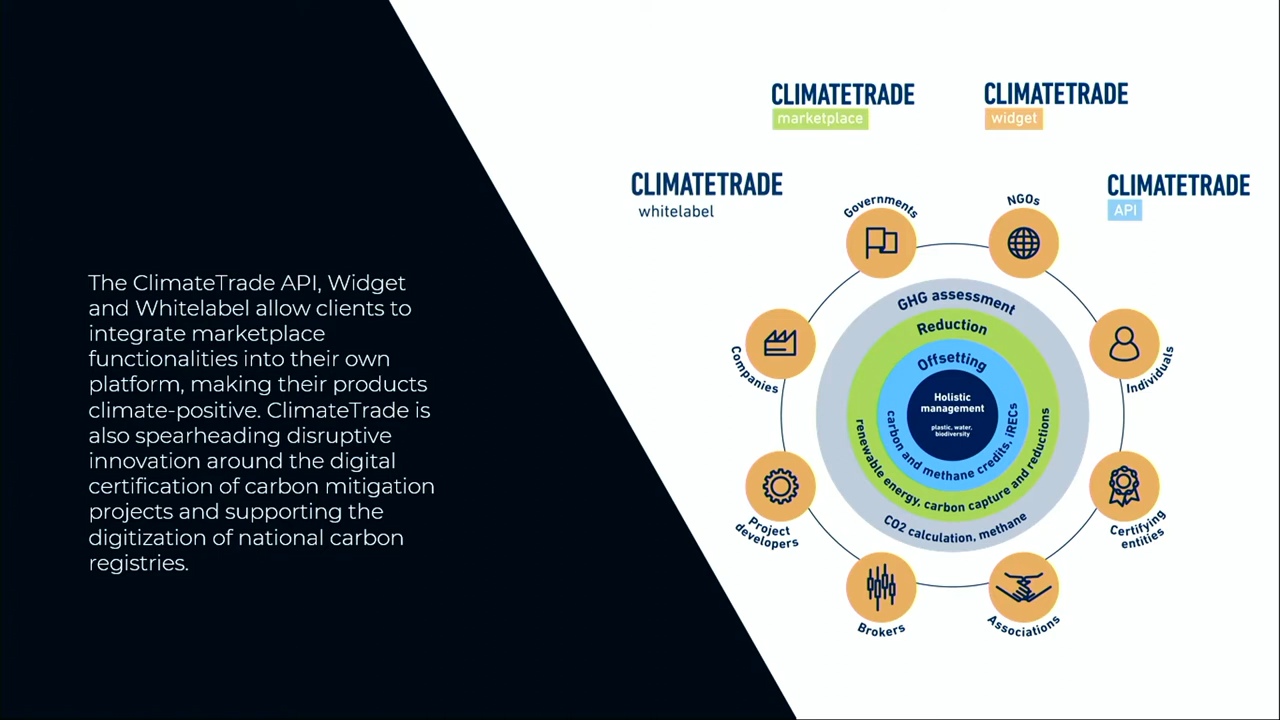 The ClimateTrade API, Widget
and Whitelabel allow clients to
integrate marketplace
functionalities into their own
platform, making their products
climate-positive. ClimateTrade is
also spearheading disruptive
innovation around the digital
certification of carbon mitigation
projects and supporting the
digitization of national carbon
registries.
CLIMATETRADE
whitelabel
CLIMATETRADE
marketplace
CLIMATETRADE
widget
CLIMATETRADE
API
Governments
NGOs
Companies
Individuals
Project
developers
Certifying
entities
Brokers
Associations
GHG assessment
Reduction
Offsetting
Holistic
management
plastic, water,
biodiversity
carbon and methane credits, iRECs
renewable energy, carbon capture and reductions
CO2 calculation, methane